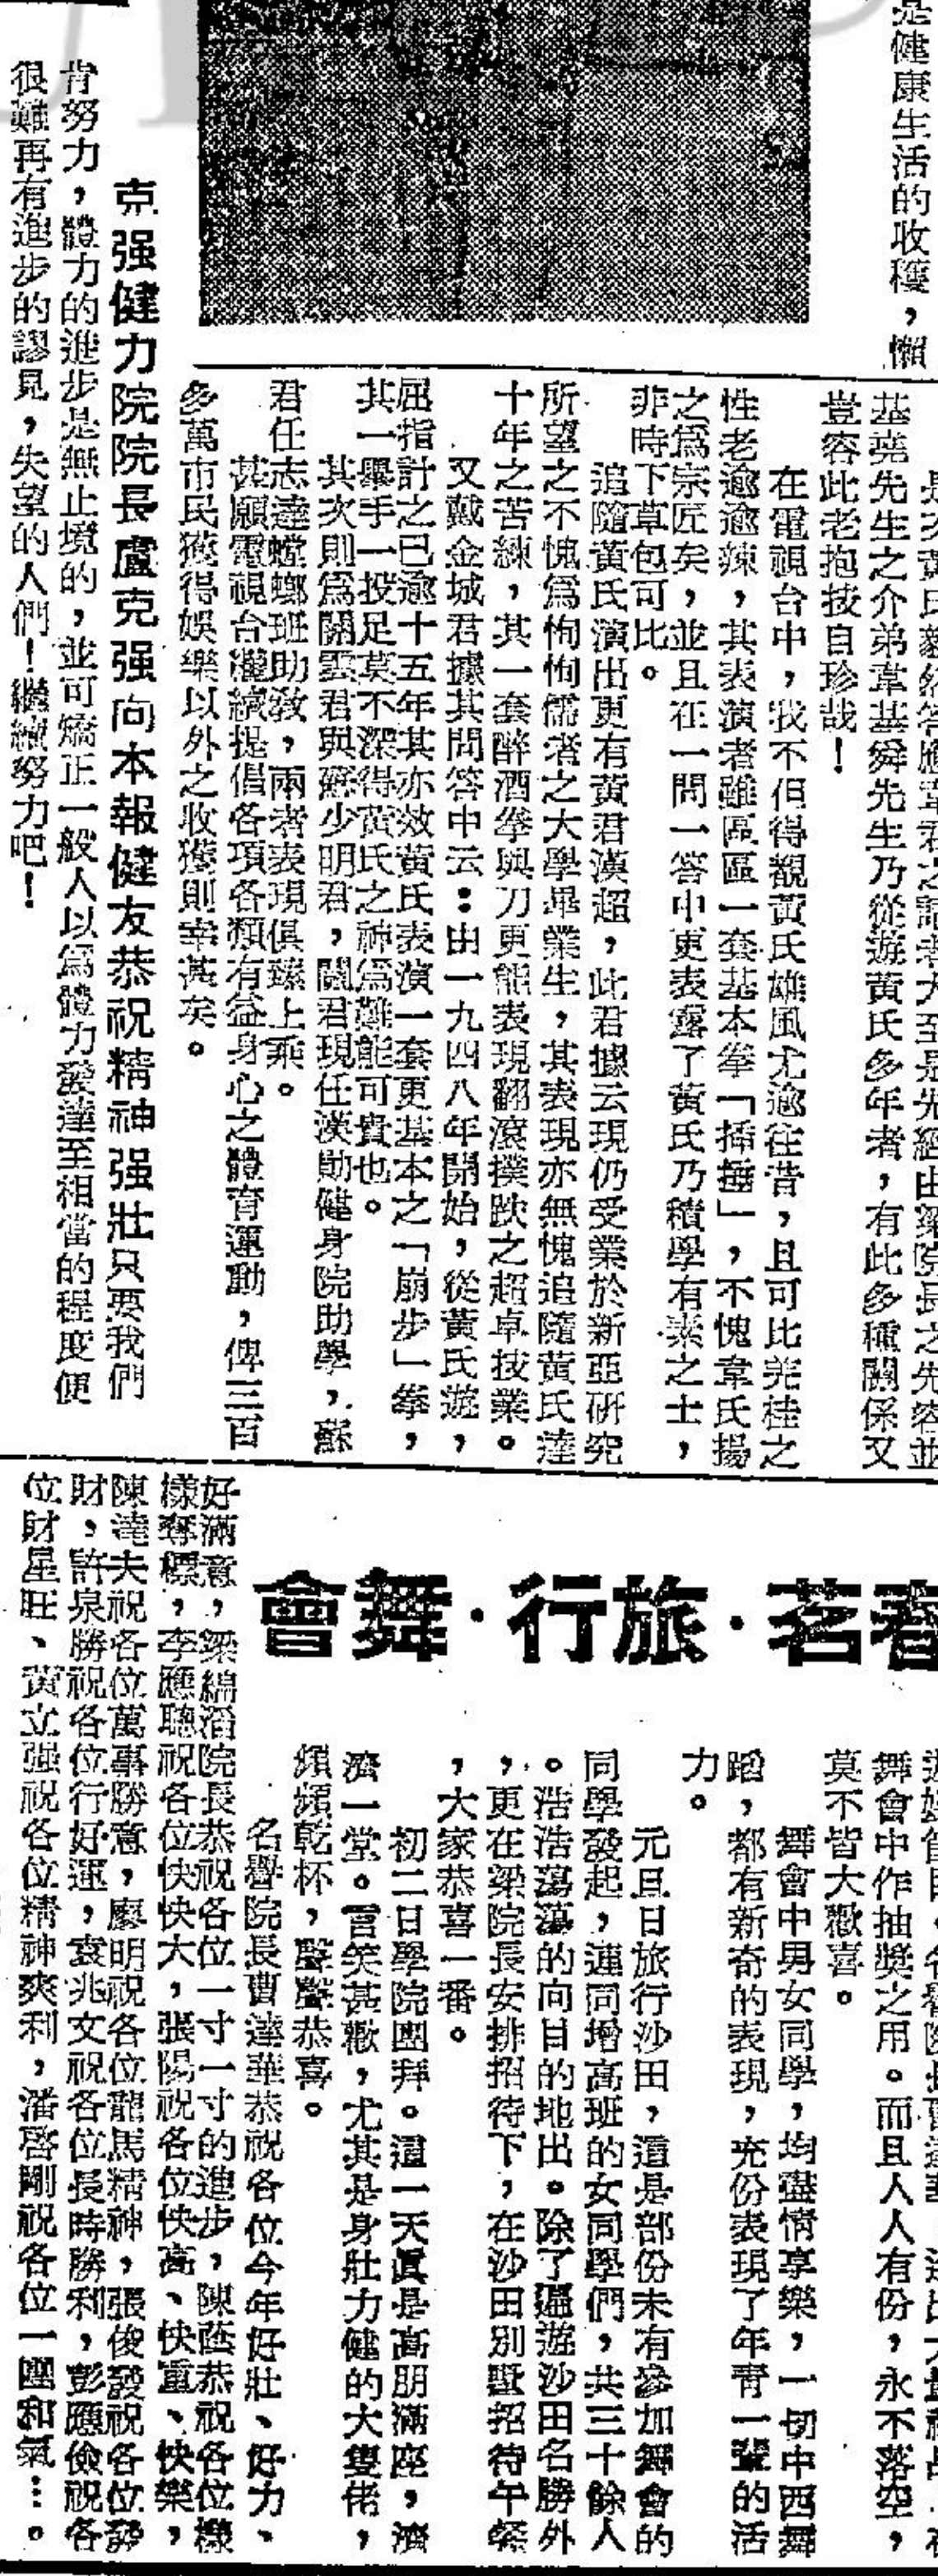 是健康生活的收穫，懶
基堯先生之介弟韋基舜先生乃從遊黃氏多年者，有此多種關係又
豈容此老抱技自珍哉！
在電視台中，我不但得觀黃氏雄風尤逾往昔，且可比羌桂之
性老逾逾辣，其表演者雖區區一套基本拳「插捶」，不愧韋氏揚
之爲宗匠矣，並且在一問一答中更表露了黃氏乃積學有素之士，
非時下草包可比。
追隨黃氏演出更有黃君漢超，此君據云現仍受業於新亞研究
所望之不愧爲恂恂儒者之大學畢業生，其表現亦無愧追隨黃氏達
十年之苦練，其一套醉酒拳與刀更能表現翻滾撲跌之超卓技業。
又戴金城君據其問答中云：由一九四八年開始，從黃氏遊，
屈指計之已逾十五年其亦效黃氏表演一套更基本之「崩步」拳，
其一舉手一投足莫不深得黃氏之神爲難能可貴也。
其次則爲關雲君與蘇少明君，關君現任漢勛健身院助學，蘇
君任志達螳螂班助教，兩者表現俱臻上乘。
甚願電視台繼續提倡各項各類有益身心之體育運動，俾三百
多萬市民獲得娛樂以外之收獲則幸甚矣。
克强健力院院長盧克强向本報健友恭祝精神强壯只要我們
肯努力，體力的進步是無止境的，並可矯正一般人以爲體力發達至相當的程度便
很難再有進步的謬見，失望的人們！繼續努力吧！
春茗·旅行·舞會
舞會中作抽獎之用。而且人人有份，永不落空，
莫不皆大歡喜。
舞會中男女同學，均盡情享樂，一切中西舞
蹈，都有新奇的表現，充份表現了年青一輩的活
力。
元旦日旅行沙田，這是部份未有參加舞會的
同學發起，連同增高班的女同學們，共三十餘人
。浩浩蕩蕩的向目的地出。除了遍遊沙田名勝外
，更在梁院長安排招待下，在沙田別墅招待午餐
，大家恭喜一番。
初二日學院團拜。這一天眞是高朋滿座，濟
濟一堂。言笑甚歡，尤其是身壯力健的大隻佬，
頻頻乾杯，聲聲恭喜。
名譽院長曹達華恭祝各位今年好壯、好力、
好滿意，梁綿滔院長恭祝各位一寸一寸的進步，陳蔭恭祝各位樣
樣奪標，李應聰祝各位快快大，張陽祝各位快高、快重、快樂，
陳達夫祝各位萬事勝意，廖明祝各位龍馬精神，張俊發祝各位發
財，許泉勝祝各位行好運，袁兆文祝各位長時勝利，彭應儉祝各
位財星旺、黃立强祝各位精神爽利，潘啓剛祝各位一團和氣…。